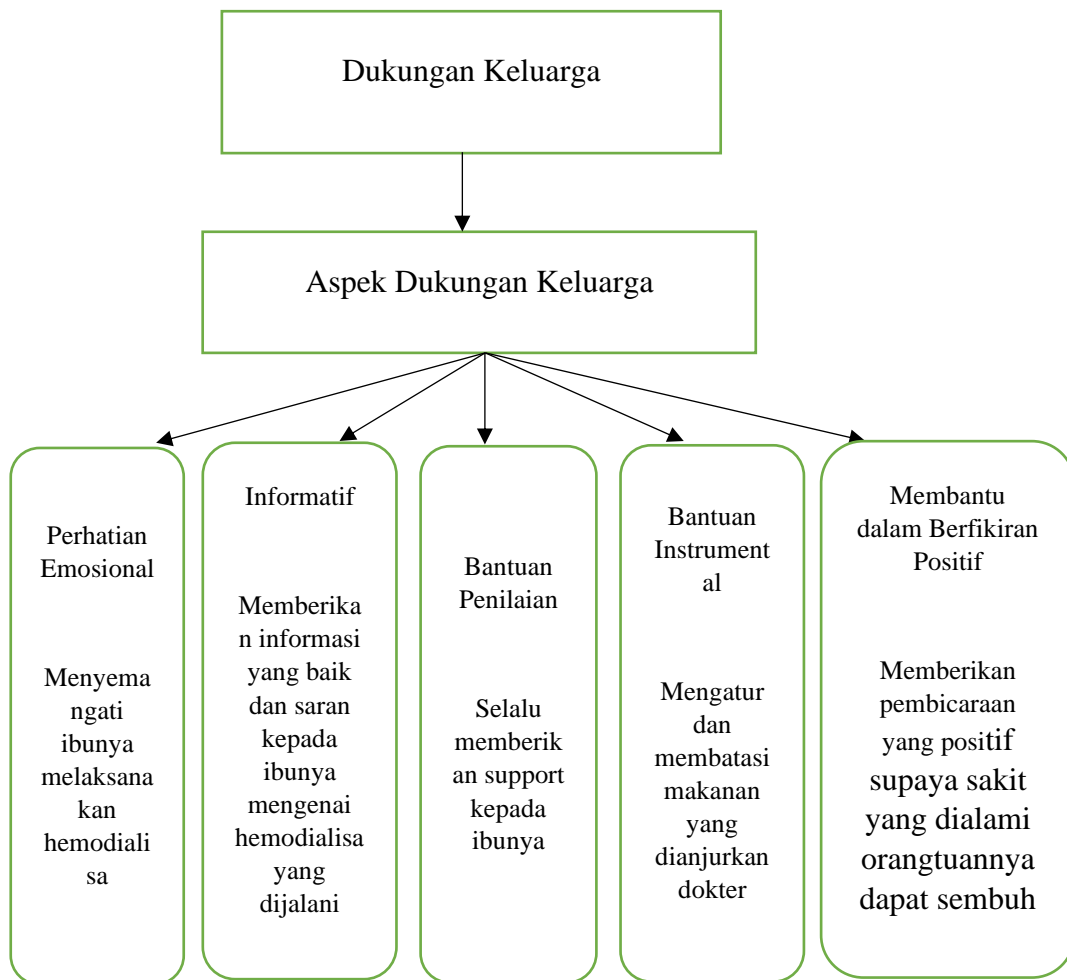 Dukungan Keluarga
Aspek Dukungan Keluarga
Perhatian
Emosional
Menyema
ngati
ibunya
melaksana
kan
hemodiali
sa
Informatif
Memberika
n informasi
yang baik
dan saran
kepada
ibunya
mengenai
hemodialisa
yang
dijalani
Bantuan
Penilaian
Selalu
memberik
an support
kepada
ibunya
Bantuan
Instrument
al
Mengatur
dan
membatasi
makanan
yang
dianjurkan
dokter
Membantu
dalam Berfikiran
Positif
Memberikan
pembicaraan
yang positif
supaya sakit
yang dialami
orangtuannya
dapat sembuh